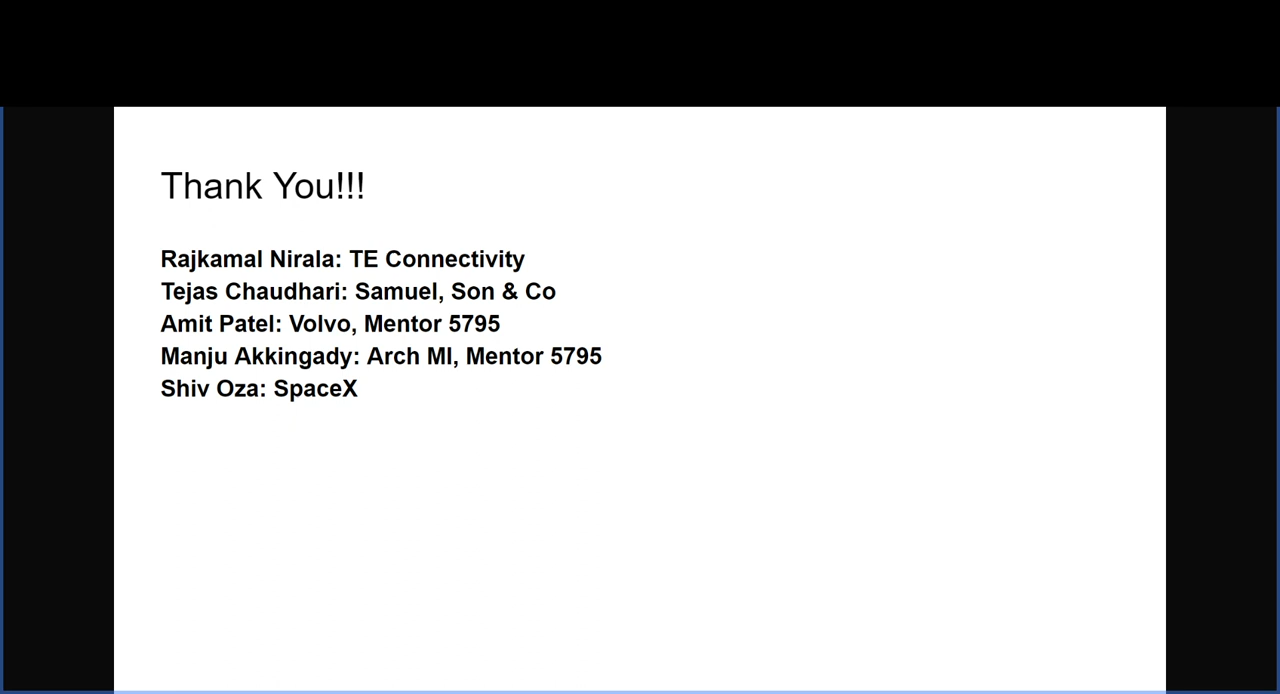 Thank You!!!
Rajkamal Nirala: TE Connectivity
Tejas Chaudhari: Samuel, Son & Co
Amit Patel: Volvo, Mentor 5795
Manju Akkingady: Arch MI, Mentor 5795
Shiv Oza: SpaceX